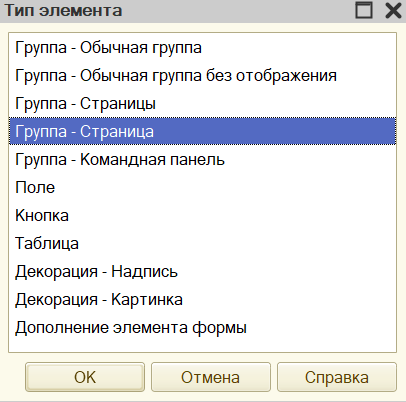 Тип элемента
Группа - Обычная группа
Группа - Обычная группа без отображения
Группа - Страницы
Группа - Страница
Группа - Командная панель
Поле
Кнопка
Таблица
Декорация - Надпись
Декорация - Картинка
Дополнение элемента формы
ОК Отмена Справка